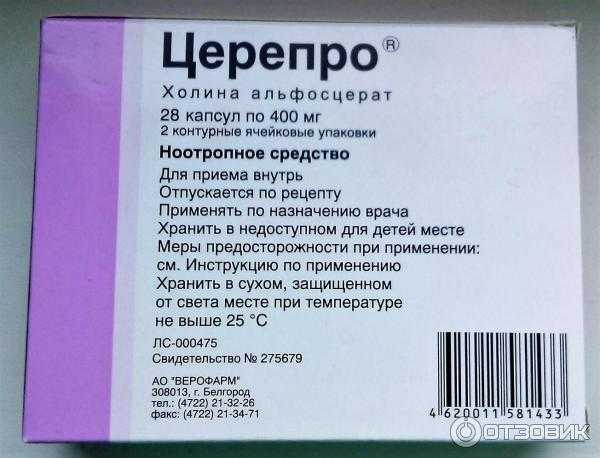 Церепро®
Холина альфосцерат
28 капсул по 400 мг
2 контурные ячейковые упаковки
Ноотропное средство
Для приема внутрь
Отпускается по рецепту
Применять по назначению врача
Хранить в недоступном для детей месте
Меры предосторожности при применении:
см. Инструкцию по применению
Хранить в сухом, защищенном
от света месте при температуре
не выше 25 °C
ЛС-000475
Свидетельство № 275679
АО "ВЕРОФАРМ"
308013, г. Белгород
тел.: (4722) 21-32-26
факс: (4722) 21-34-71
4 620011 581433
ОТЗОВИК